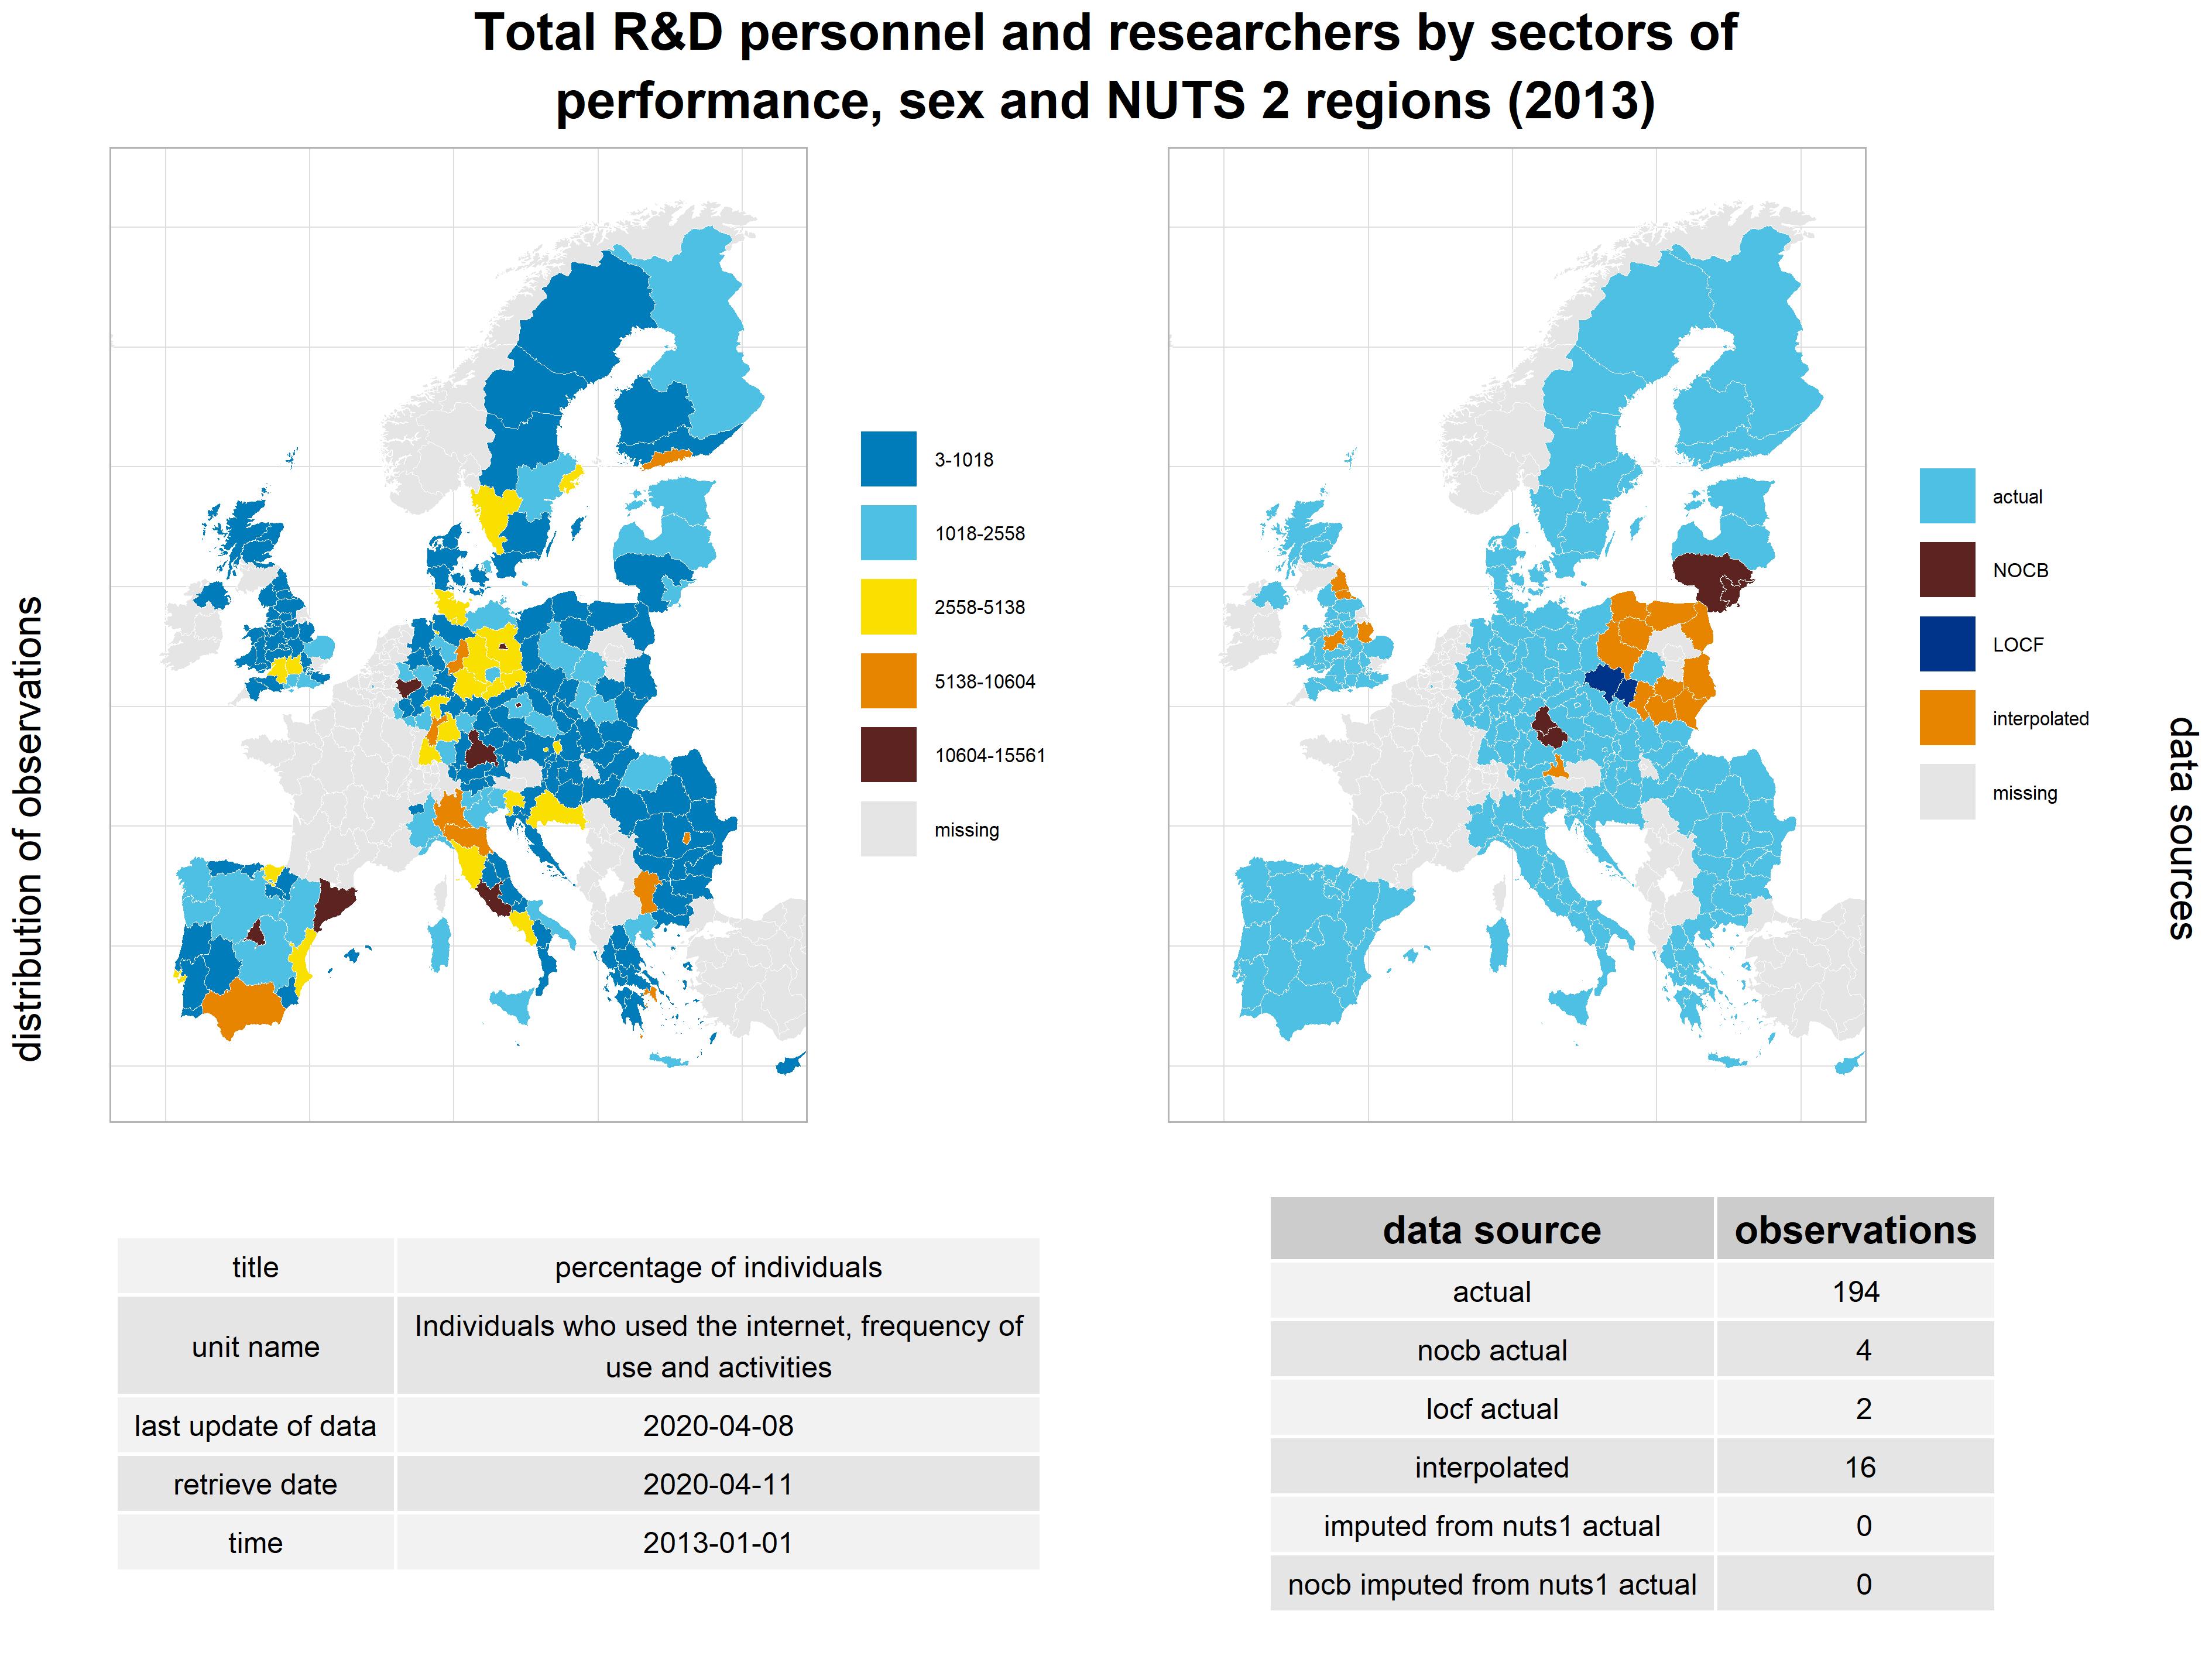 Total R&D personnel and researchers by sectors of
performance, sex and NUTS 2 regions (2013)
distribution of observations
3-1018
1018-2558
2558-5138
5138-10604
10604-15561
missing
actual
NOCB
LOCF
interpolated
missing
data sources
title percentage of individuals
unit name Individuals who used the internet, frequency of
use and activities
last update of data 2020-04-08
retrieve date 2020-04-11
time 2013-01-01
data source observations
actual 194
nocb actual 4
locf actual 2
interpolated 16
imputed from nuts1 actual 0
nocb imputed from nuts1 actual 0